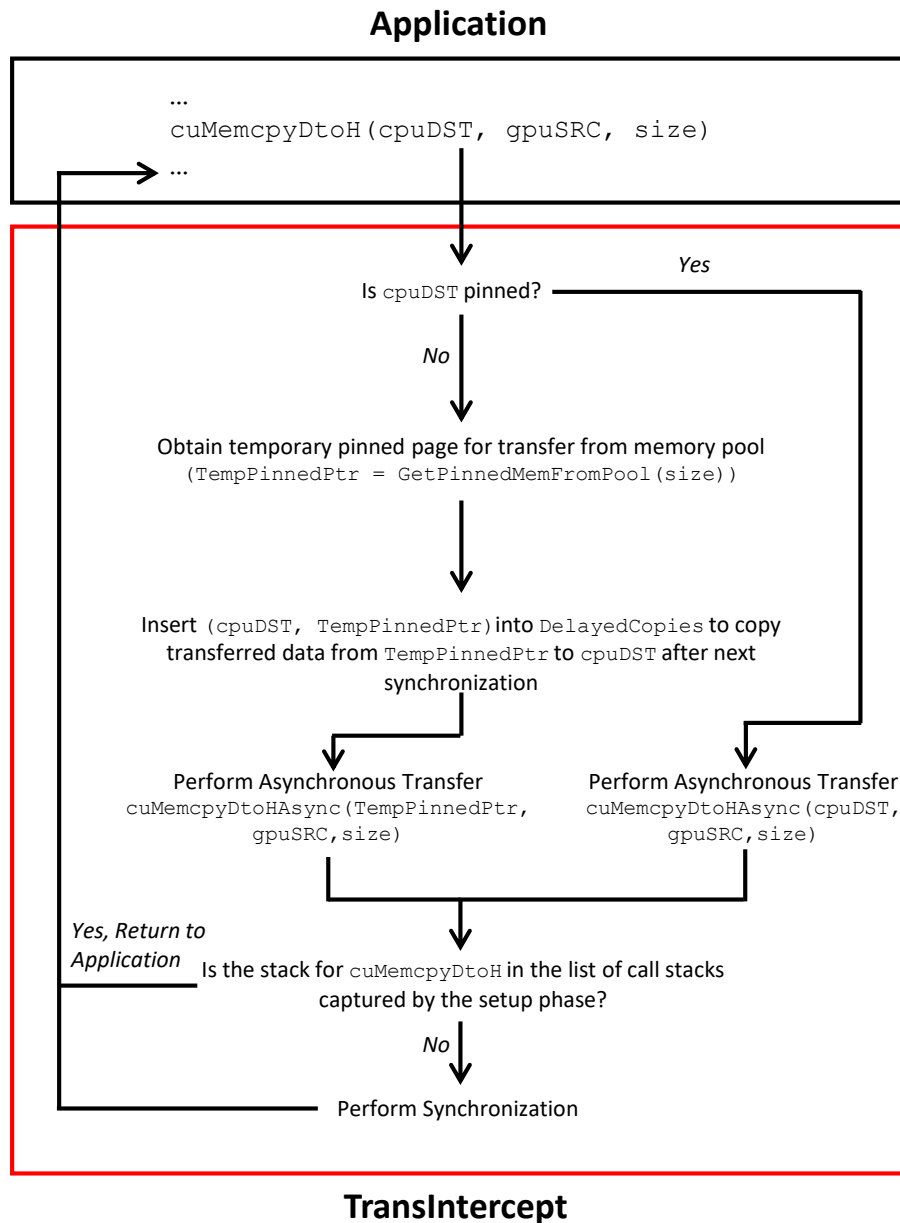 Application
...
cuMemcpyDtoH(cpuDST, gpuSRC, size)
...
Is cpuDST pinned?
Yes
No
Obtain temporary pinned page for transfer from memory pool
(TempPinnedPtr = GetPinnedMemFromPool(size))
Insert (cpuDST, TempPinnedPtr) into DelayedCopies to copy
transferred data from TempPinnedPtr to cpuDST after next
synchronization
Perform Asynchronous Transfer
cuMemcpyDtoHAsync(TempPinnedPtr,
gpuSRC,size)
Perform Asynchronous Transfer
cuMemcpyDtoHAsync(cpuDST,
gpuSRC,size)
Yes, Return to
Application
Is the stack for cuMemcpyDtoH in the list of call stacks
captured by the setup phase?
No
Perform Synchronization
TransIntercept